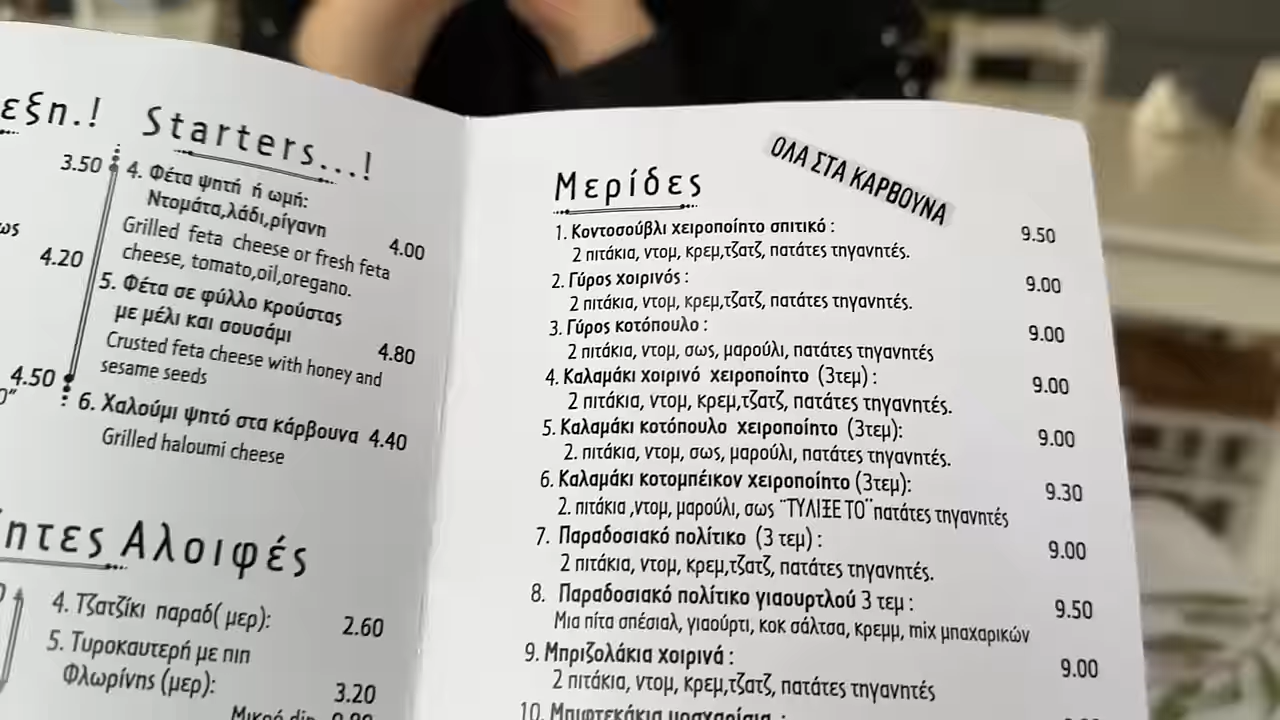 εξη.! Starters...!
3.50
4. Φέτα ψητή ή ωμή:
Ντομάτα,λάδι,ρίγανη 4.00
Grilled feta cheese or fresh feta
cheese, tomato,oil,oregano.
ως
4.20
5. Φέτα σε φύλλο κρούστας
με μέλι και σουσάμι 4.80
Crusted feta cheese with honey and
sesame seeds
4.50
6. Χαλούμι ψητό στα κάρβουνα 4.40
Grilled haloumi cheese
ητες Αλοιφές
4. Τζατζίκι παραδ( μερ): 2.60
5. Τυροκαυτερή με πιπ
Φλωρίνης (μερ): 3.20
Μικρό dip
ΟΛΑ ΣΤΑ ΚΑΡΒΟΥΝΑ
Μερίδες
1. Κοντοσούβλι χειροποίητο σπιτικό : 9.50
2 πιτάκια, ντομ, κρεμ,τζατζ, πατάτες τηγανητές.
2. Γύρος χοιρινός : 9.00
2 πιτάκια, ντομ, κρεμ,τζατζ, πατάτες τηγανητές.
3. Γύρος κοτόπουλο : 9.00
2 πιτάκια, ντομ, σως, μαρούλι, πατάτες τηγανητές
4. Καλαμάκι χοιρινό χειροποίητο (3τεμ) : 9.00
2 πιτάκια, ντομ, κρεμ,τζατζ, πατάτες τηγανητές.
5. Καλαμάκι κοτόπουλο χειροποίητο (3τεμ): 9.00
2. πιτάκια, ντομ, σως, μαρούλι, πατάτες τηγανητές.
6. Καλαμάκι κοτομπέικον χειροποίητο (3τεμ): 9.30
2. πιτάκια ,ντομ, μαρούλι, σως ¨ΤΥΛΙΞΕ ΤΟ¨πατάτες τηγανητές
7. Παραδοσιακό πολίτικο (3 τεμ) : 9.00
2 πιτάκια, ντομ, κρεμ,τζατζ, πατάτες τηγανητές.
8. Παραδοσιακό πολίτικο γιαουρτλού 3 τεμ : 9.50
Μια πίτα σπέσιαλ, γιαούρτι, κοκ σάλτσα, κρεμμ, mix μπαχαρικών
9. Μπριζολάκια χοιρινά : 9.00
2 πιτάκια, ντομ, κρεμ,τζατζ, πατάτες τηγανητές
10. Μπιφτεκάκια μοσχαρίσια :